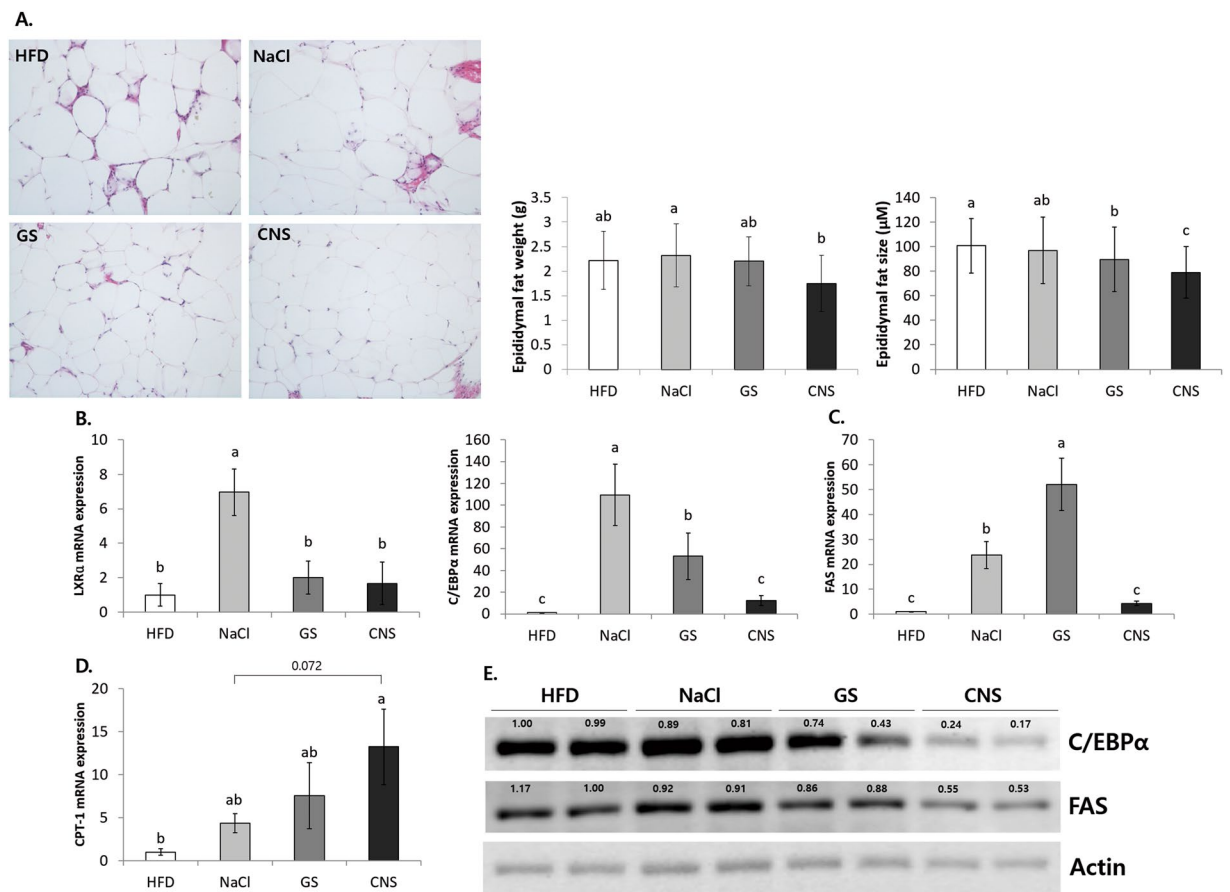 A.
HFD
NaCl
GS
CNS
Epididymal fat weight (g)
3.5
3
2.5
2
1.5
1
0.5
0
ab
a
ab
b
HFD
NaCl
GS
CNS
Epididymal fat size (µM)
140
120
100
80
60
40
20
0
a
ab
b
c
HFD
NaCl
GS
CNS
B.
LXRα mRNA expression
10
8
6
4
2
0
b
a
b
b
HFD
NaCl
GS
CNS
C/EBPα mRNA expression
160
140
120
100
80
60
40
20
0
c
a
b
c
HFD
NaCl
GS
CNS
C.
FAS mRNA expression
70
60
50
40
30
20
10
0
c
b
a
c
HFD
NaCl
GS
CNS
D.
CPT-1 mRNA expression
20
15
10
5
0
0.072
b
ab
ab
a
HFD
NaCl
GS
CNS
E.
HFD NaCl GS CNS
1.00 0.99 0.89 0.81 0.74 0.43 0.24 0.17
C/EBPα
1.17 1.00 0.92 0.91 0.86 0.88 0.55 0.53
FAS
Actin